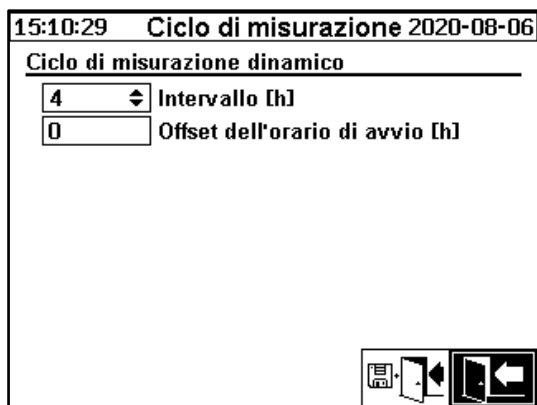 15:10:29 Ciclo di misurazione 2020-08-06
Ciclo di misurazione dinamico
4 Intervallo [h]
0 Offset dell'orario di avvio [h]